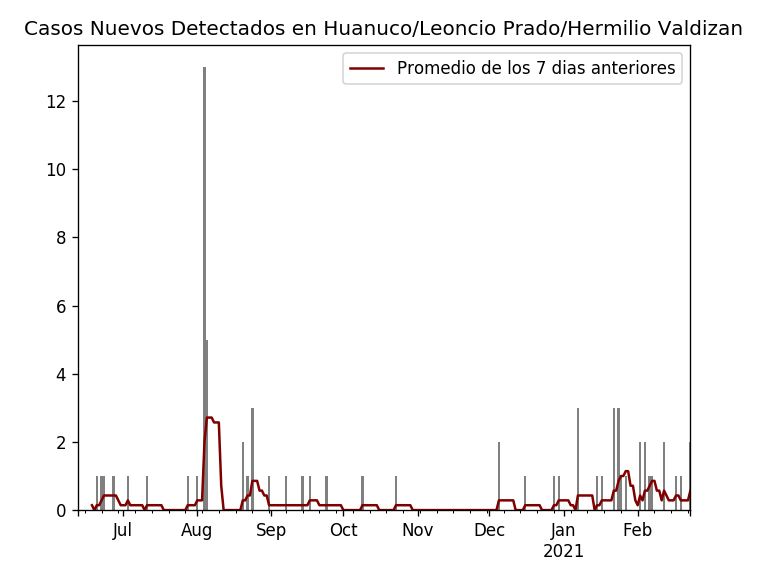 Casos Nuevos Detectados en Huanuco/Leoncio Prado/Hermilio Valdizan
Promedio de los 7 dias anteriores
12
10
8
6
4
2
0
Jul Aug Sep Oct Nov Dec Jan Feb
2021